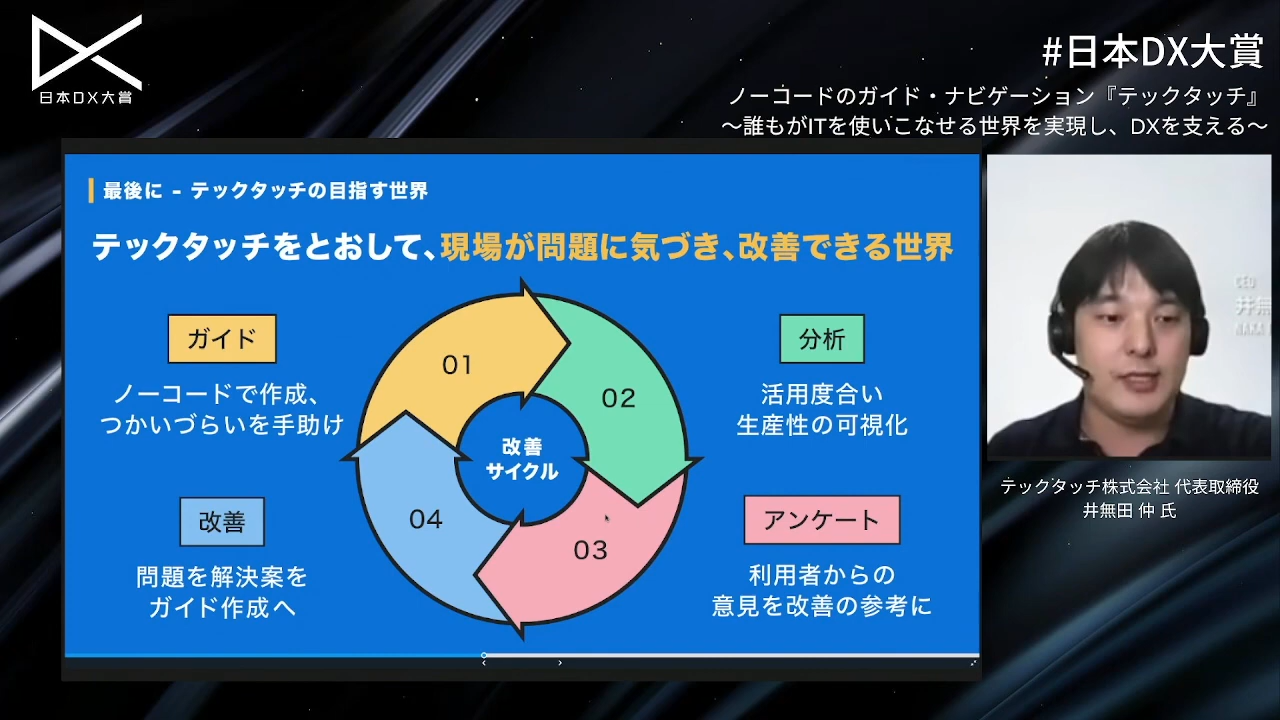 日本DX大賞
#日本DX大賞
ノーコードのガイド・ナビゲーション『テックタッチ』
～誰もがITを使いこなせる世界を実現し、DXを支える～
最後に - テックタッチの目指す世界
テックタッチをとおして、現場が問題に気づき、改善できる世界
ガイド
ノーコードで作成、
つかいづらいを手助け
01
02
分析
活用度合い
生産性の可視化
改善
サイクル
改善
問題を解決案を
ガイド作成へ
04
03
アンケート
利用者からの
意見を改善の参考に
CEO
井無
テックタッチ株式会社 代表取締役
井無田 仲 氏